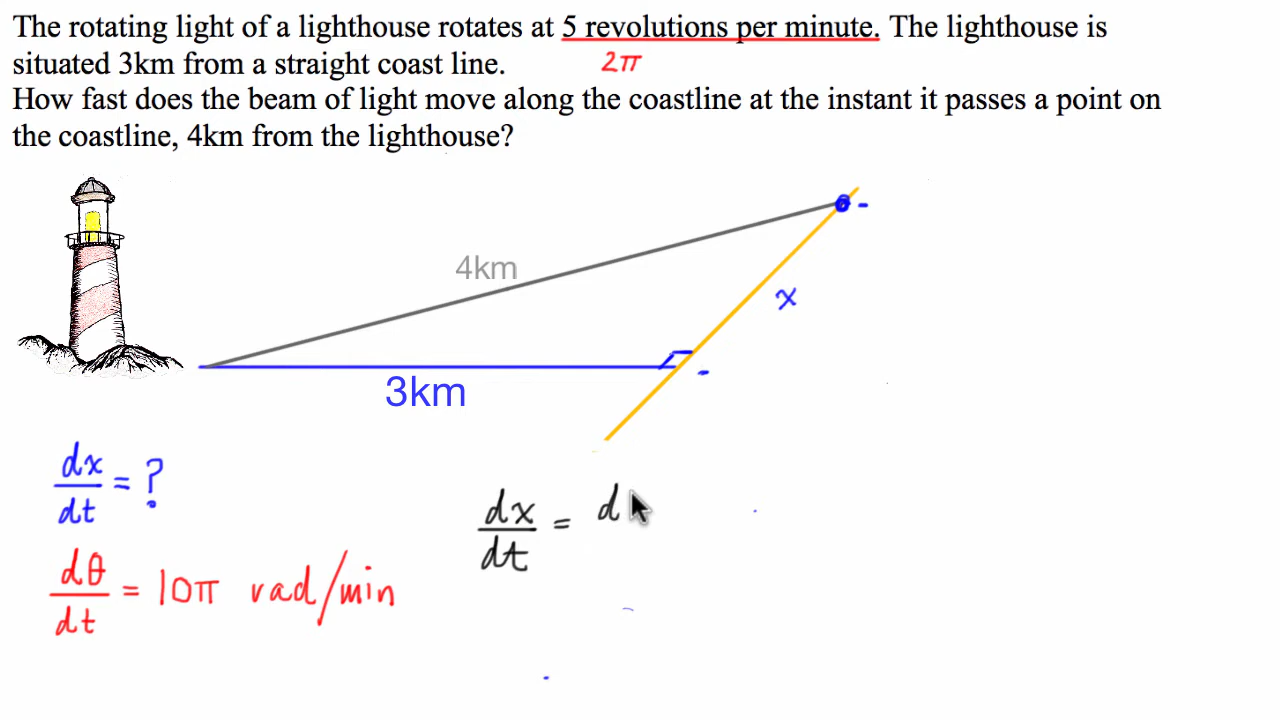 The rotating light of a lighthouse rotates at 5 revolutions per minute. The lighthouse is
situated 3km from a straight coast line.
2π
How fast does the beam of light move along the coastline at the instant it passes a point on
the coastline, 4km from the lighthouse?
4km
x
3km
dx/dt = ?
dx/dt = d
dθ/dt = 10π rad/min